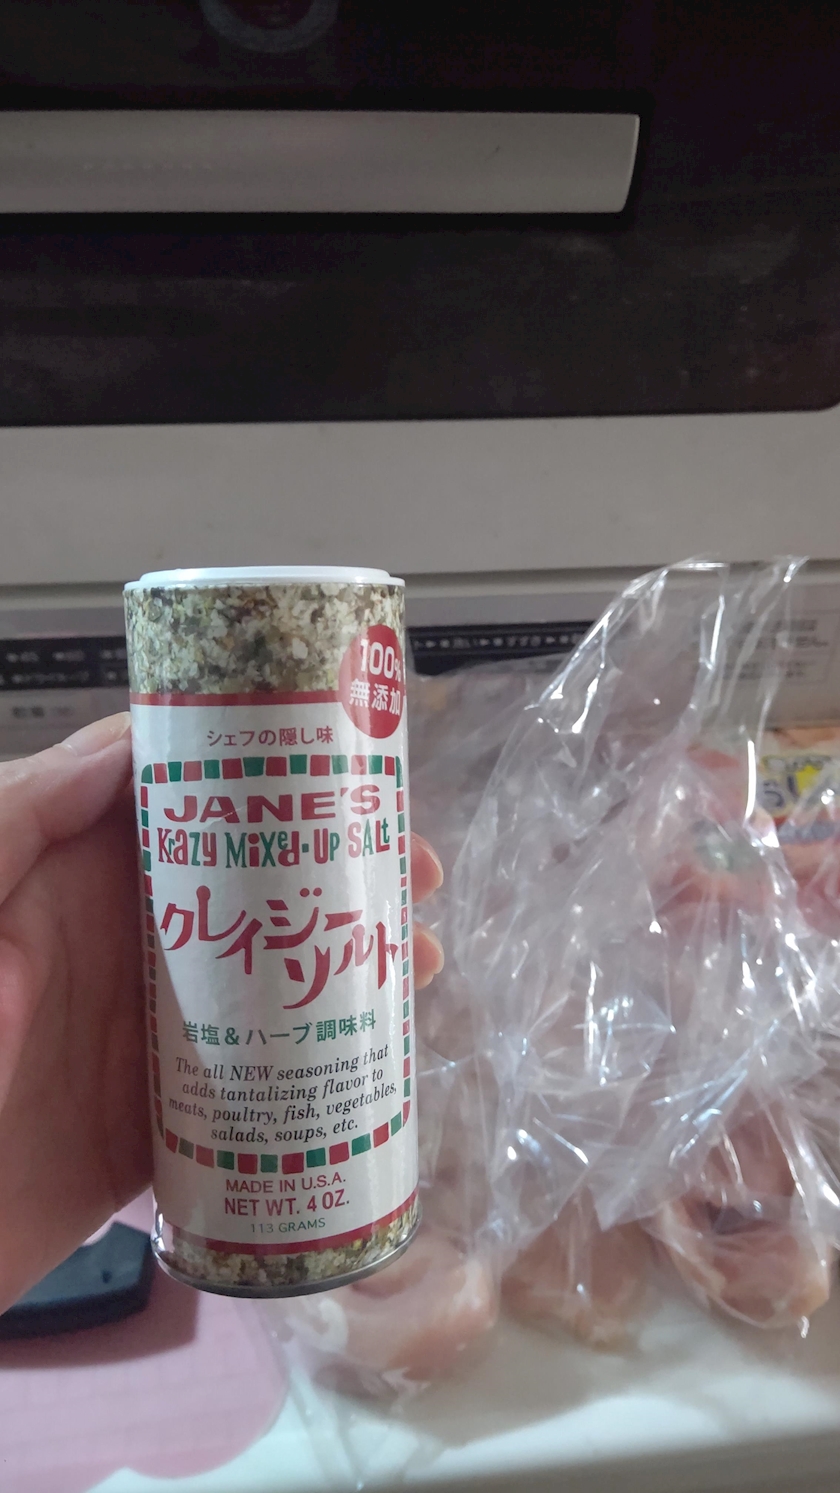 100%
無添加
シェフの隠し味
JANE'S
Krazy Mixed-Up SALt
クレイジー
ソルト
岩塩&ハーブ調味料
The all NEW seasoning that
adds tantalizing flavor to
meats, poultry, fish, vegetables,
salads, soups, etc.
MADE IN U.S.A.
NET WT. 4 OZ.
113 GRAMS